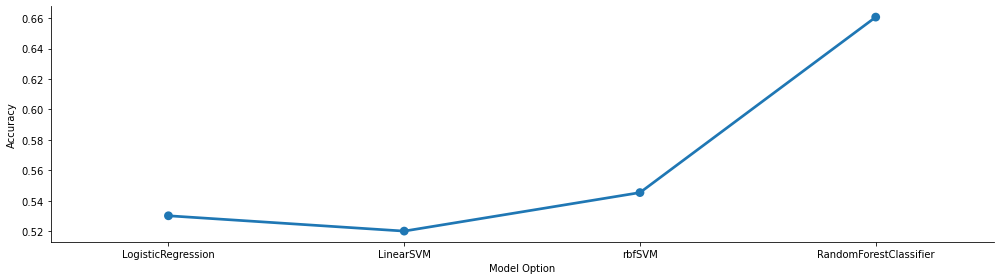 0.66
0.64
0.62
0.60
0.58
0.56
0.54
0.52
Accuracy
LogisticRegression LinearSVM rbfSVM RandomForestClassifier
Model Option